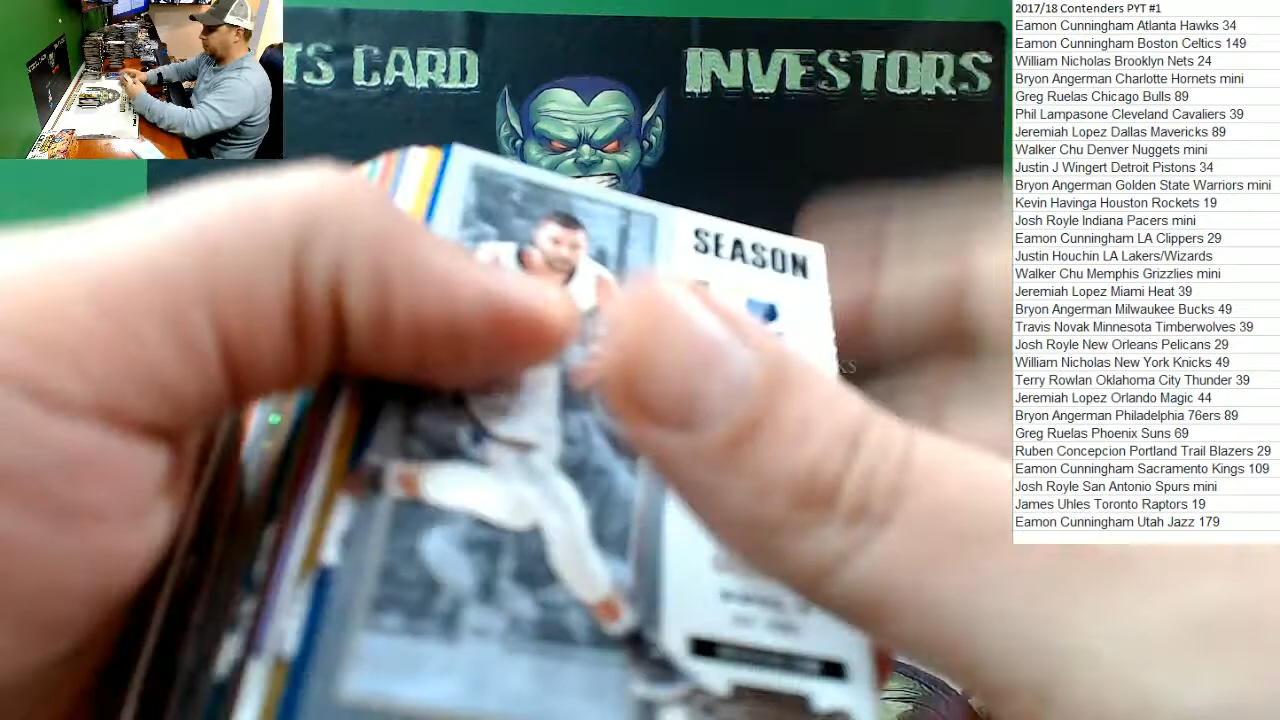 TS CARD
INVESTORS
SEASON
KS
2017/18 Contenders PYT #1
Eamon Cunningham Atlanta Hawks 34
Eamon Cunningham Boston Celtics 149
William Nicholas Brooklyn Nets 24
Bryon Angerman Charlotte Hornets mini
Greg Ruelas Chicago Bulls 89
Phil Lampasone Cleveland Cavaliers 39
Jeremiah Lopez Dallas Mavericks 89
Walker Chu Denver Nuggets mini
Justin J Wingert Detroit Pistons 34
Bryon Angerman Golden State Warriors mini
Kevin Havinga Houston Rockets 19
Josh Royle Indiana Pacers mini
Eamon Cunningham LA Clippers 29
Justin Houchin LA Lakers/Wizards
Walker Chu Memphis Grizzlies mini
Jeremiah Lopez Miami Heat 39
Bryon Angerman Milwaukee Bucks 49
Travis Novak Minnesota Timberwolves 39
Josh Royle New Orleans Pelicans 29
William Nicholas New York Knicks 49
Terry Rowlan Oklahoma City Thunder 39
Jeremiah Lopez Orlando Magic 44
Bryon Angerman Philadelphia 76ers 89
Greg Ruelas Phoenix Suns 69
Ruben Concepcion Portland Trail Blazers 29
Eamon Cunningham Sacramento Kings 109
Josh Royle San Antonio Spurs mini
James Uhles Toronto Raptors 19
Eamon Cunningham Utah Jazz 179